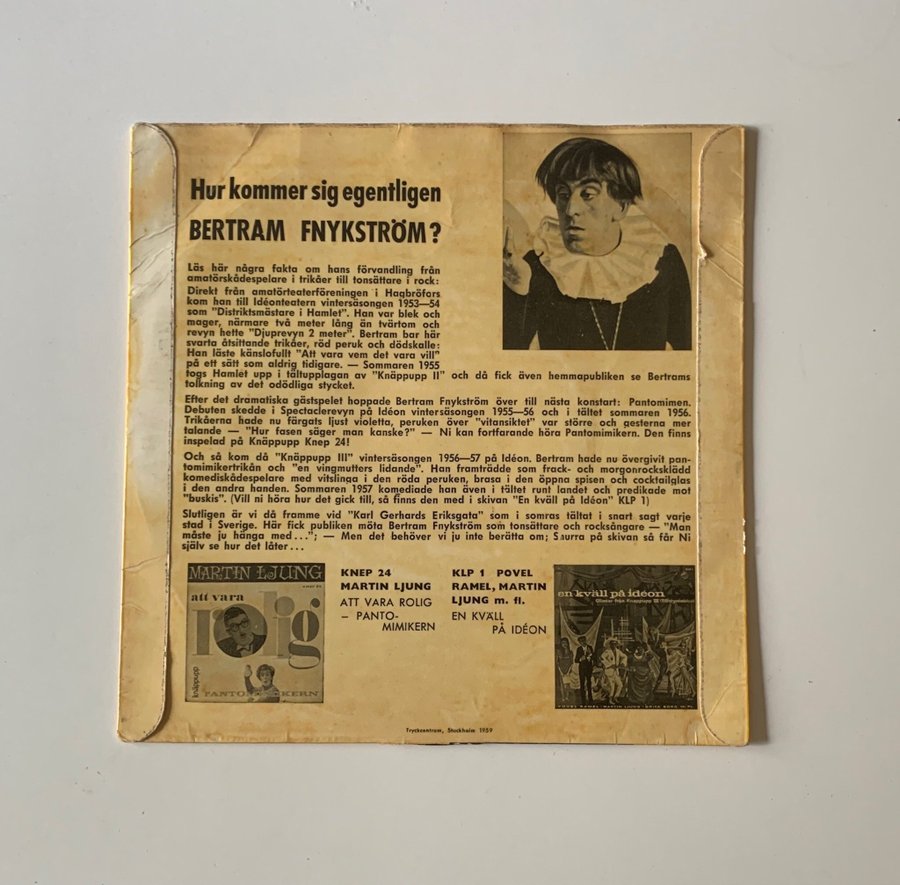 Hur kommer sig egentligen
BERTRAM FNYKSTRÖM?
Läs här några fakta om hans förvandling från
amatörskådespelare i trikåer till tonsättare i rock:
Direkt från amatörteaterföreningen i Hagbröfors
kom han till Idéonteatern vintersäsongen 1953—54
som "Distriktsmästare i Hamlet". Han var blek och
mager, närmare två meter lång än tvärtom och
revyn hette "Djuprevyn 2 meter". Bertram bar här
svarta åtsittande trikåer, röd peruk och dödskalle:
Han läste känslofullt "Att vara vem det vara vill"
på ett sätt som aldrig tidigare. — Sommaren 1955
togs Hamlet upp i tältupplagan av "Knäppupp II" och då fick även hemmapubliken se Bertrams
tolkning av det odödliga stycket.
Efter det dramatiska gästspelet hoppade Bertram Fnykström över till nästa konstart: Pantomimen.
Debuten skedde i Spectaclerevyn på Idéon vintersäsongen 1955—56 och i tältet sommaren 1956.
Trikåerna hade nu färgats ljust violetta, peruken över "vitansiktet" var större och gesterna mer
talande — "Hur fasen säger man kanske?" — Ni kan fortfarande höra Pantomimikern. Den finns
inspelad på Knäppupp Knep 24!
Och så kom då "Knäppupp III" vintersäsongen 1956—57 på Idéon. Bertram hade nu övergivit pan-
tomimikertrikån och "en vingmutters lidande". Han framträdde som frack- och morgonrocksklädd
komediskådespelare med vitslinga i den röda peruken, brasa i den öppna spisen och cocktailglas
i den andra handen. Sommaren 1957 komediade han även i tältet runt landet och predikade mot
"buskis". (Vill ni höra hur det gick till, så finns den med i skivan "En kväll på Idéon" KLP 1)
Slutligen är vi då framme vid "Karl Gerhards Eriksgata" som i somras tältat i snart sagt varje
stad i Sverige. Här fick publiken möta Bertram Fnykström som tonsättare och rocksångare — "Man
måste ju hänga med..."; — Men det behöver vi ju inte berätta om; Snurra på skivan så får Ni
själv se hur det låter...
MARTIN LJUNG
att vara
rolig
knäppupp
PANTOMIMIKERN
KNEP 24
MARTIN LJUNG
ATT VARA ROLIG
— PANTO-
MIMIKERN
KLP 1 POVEL
RAMEL, MARTIN
LJUNG m. fl.
EN KVÄLL
PÅ IDÉON
en kväll på idéon
POVEL RAMEL · MARTIN LJUNG · BRITA BORG
Tryckcentrum, Stockholm 1959